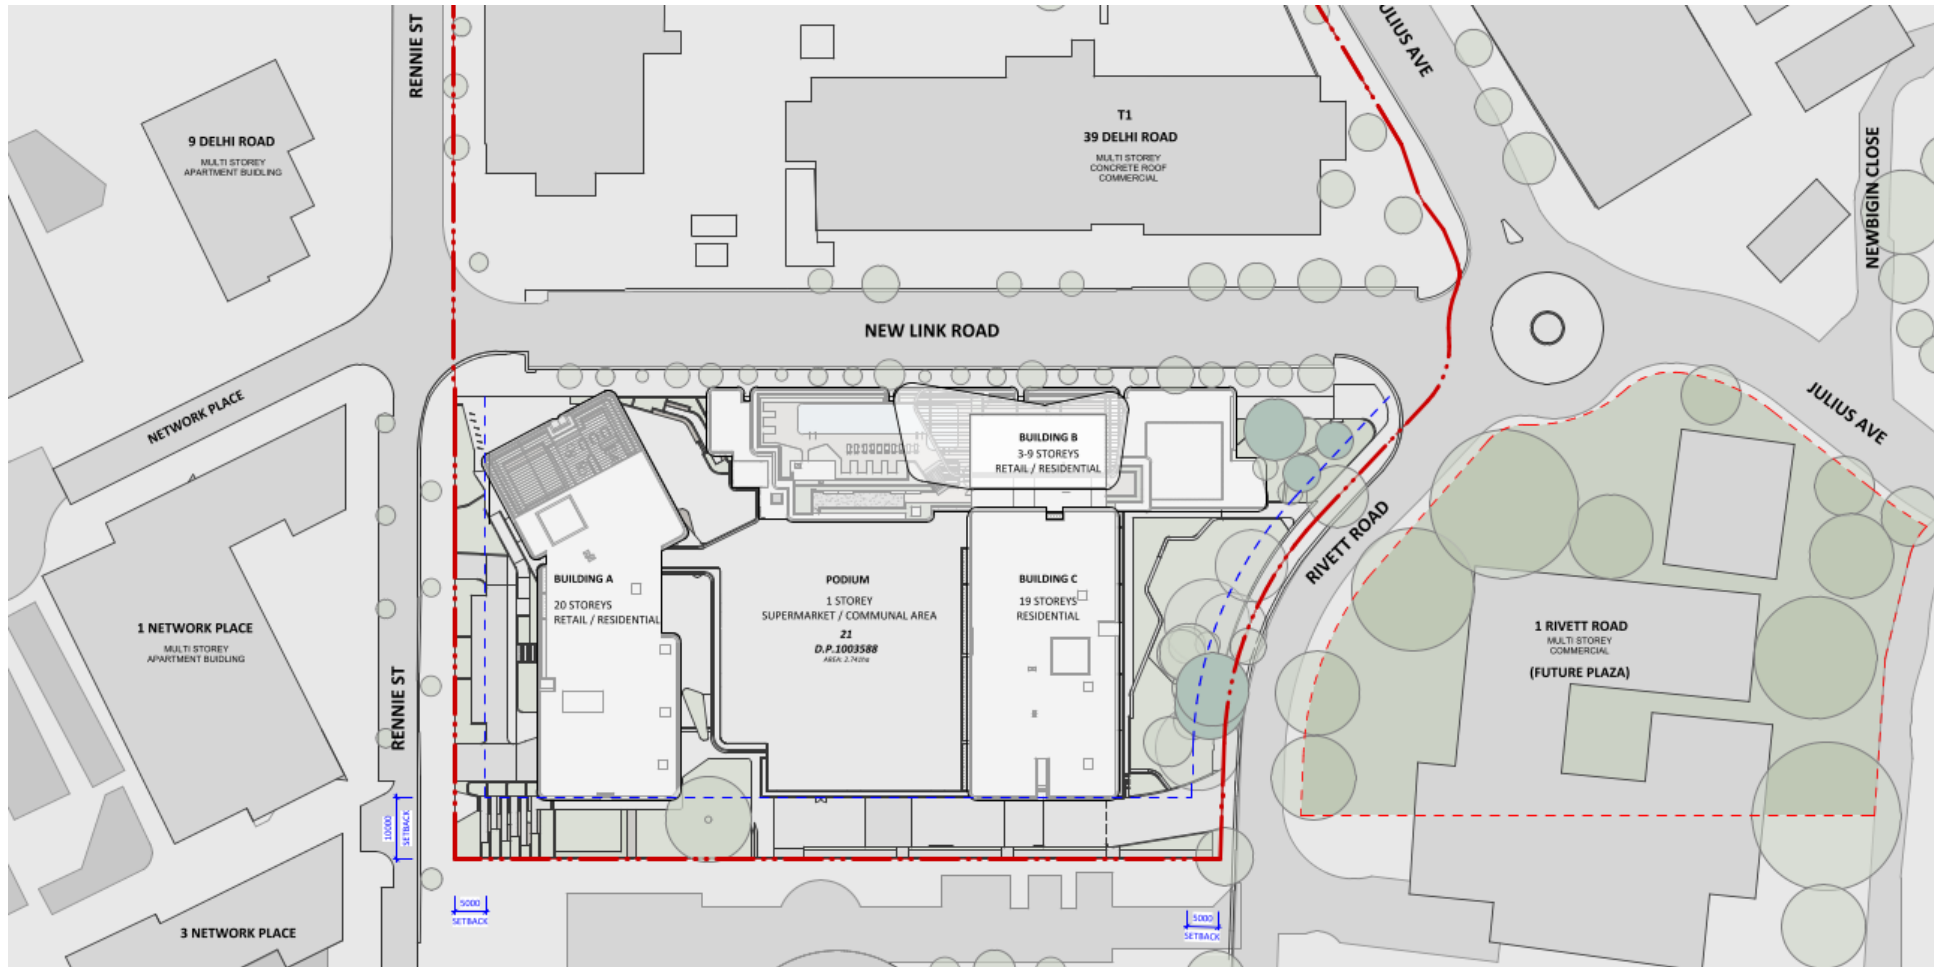 RENNIE ST
JULIUS AVE
9 DELHI ROAD
MULTI STOREY
APARTMENT BUIDLING
T1
39 DELHI ROAD
MULTI STOREY
CONCRETE ROOF
COMMERCIAL
NEWBIGIN CLOSE
NEW LINK ROAD
NETWORK PLACE
JULIUS AVE
BUILDING B
3-9 STOREYS
RETAIL / RESIDENTIAL
RIVETT ROAD
BUILDING A
20 STOREYS
RETAIL / RESIDENTIAL
PODIUM
1 STOREY
SUPERMARKET / COMMUNAL AREA
21
D.P.1003588
AREA: 2.741ha
BUILDING C
19 STOREYS
RESIDENTIAL
1 NETWORK PLACE
MULTI STOREY
APARTMENT BUIDLING
1 RIVETT ROAD
MULTI STOREY
COMMERCIAL
(FUTURE PLAZA)
RENNIE ST
10000
SETBACK
5000
SETBACK
5000
SETBACK
3 NETWORK PLACE